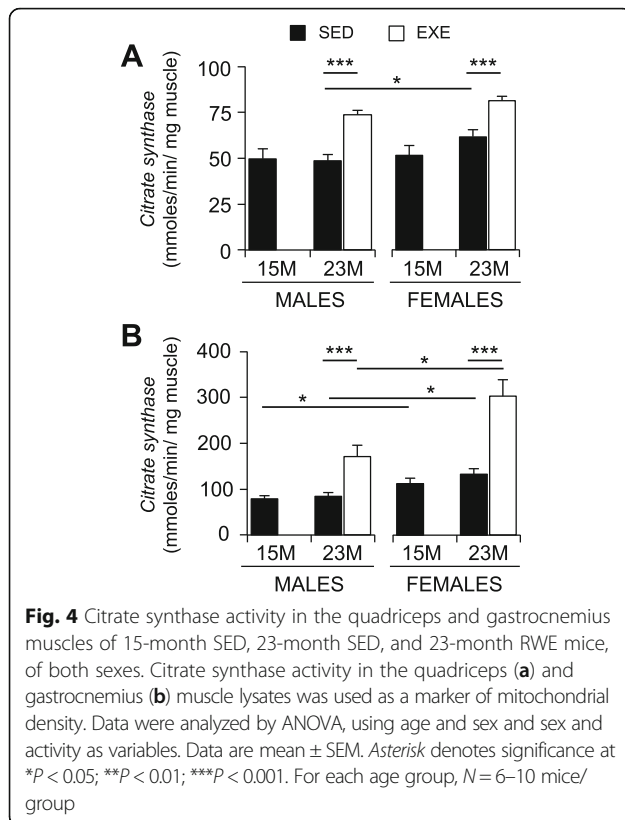 SED EXE
A
*** * ***
Citrate synthase
(mmoles/min/ mg muscle)
100
75
50
25
0
15M 23M 15M 23M
MALES FEMALES
B
*** * ***
* *
Citrate synthase
(mmoles/min/ mg muscle)
400
300
200
100
0
15M 23M 15M 23M
MALES FEMALES
Fig. 4 Citrate synthase activity in the quadriceps and gastrocnemius
muscles of 15-month SED, 23-month SED, and 23-month RWE mice,
of both sexes. Citrate synthase activity in the quadriceps (a) and
gastrocnemius (b) muscle lysates was used as a marker of mitochondrial
density. Data were analyzed by ANOVA, using age and sex and sex and
activity as variables. Data are mean ± SEM. Asterisk denotes significance at
*P < 0.05; **P < 0.01; ***P < 0.001. For each age group, N = 6–10 mice/
group